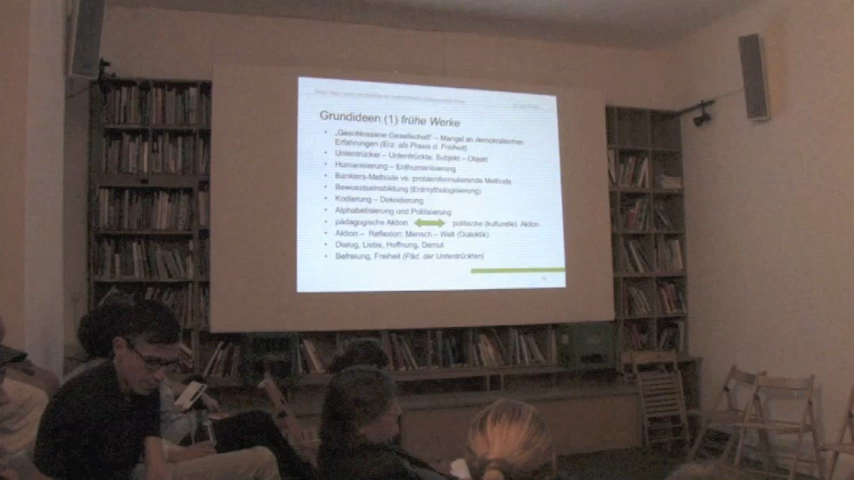 Grundideen (1) frühe Werke
• „Geschlossene Gesellschaft“ – Mangel an demokratischen
Erfahrungen (Erz. als Praxis d. Freiheit)
• Unterdrücker – Unterdrückte, Subjekt – Objekt
• Humanisierung – Enthumanisierung
• Bankiers-Methode vs. problemformulierende Methode
• Bewusstseinsbildung (Entmythologisierung)
• Kodierung – Dekodierung
• Alphabetisierung und Politisierung
• pädagogische Aktion politische (kulturelle) Aktion
• Aktion – Reflexion; Mensch – Welt (Dialektik)
• Dialog, Liebe, Hoffnung, Demut
• Befreiung, Freiheit (Päd. der Unterdrückten)